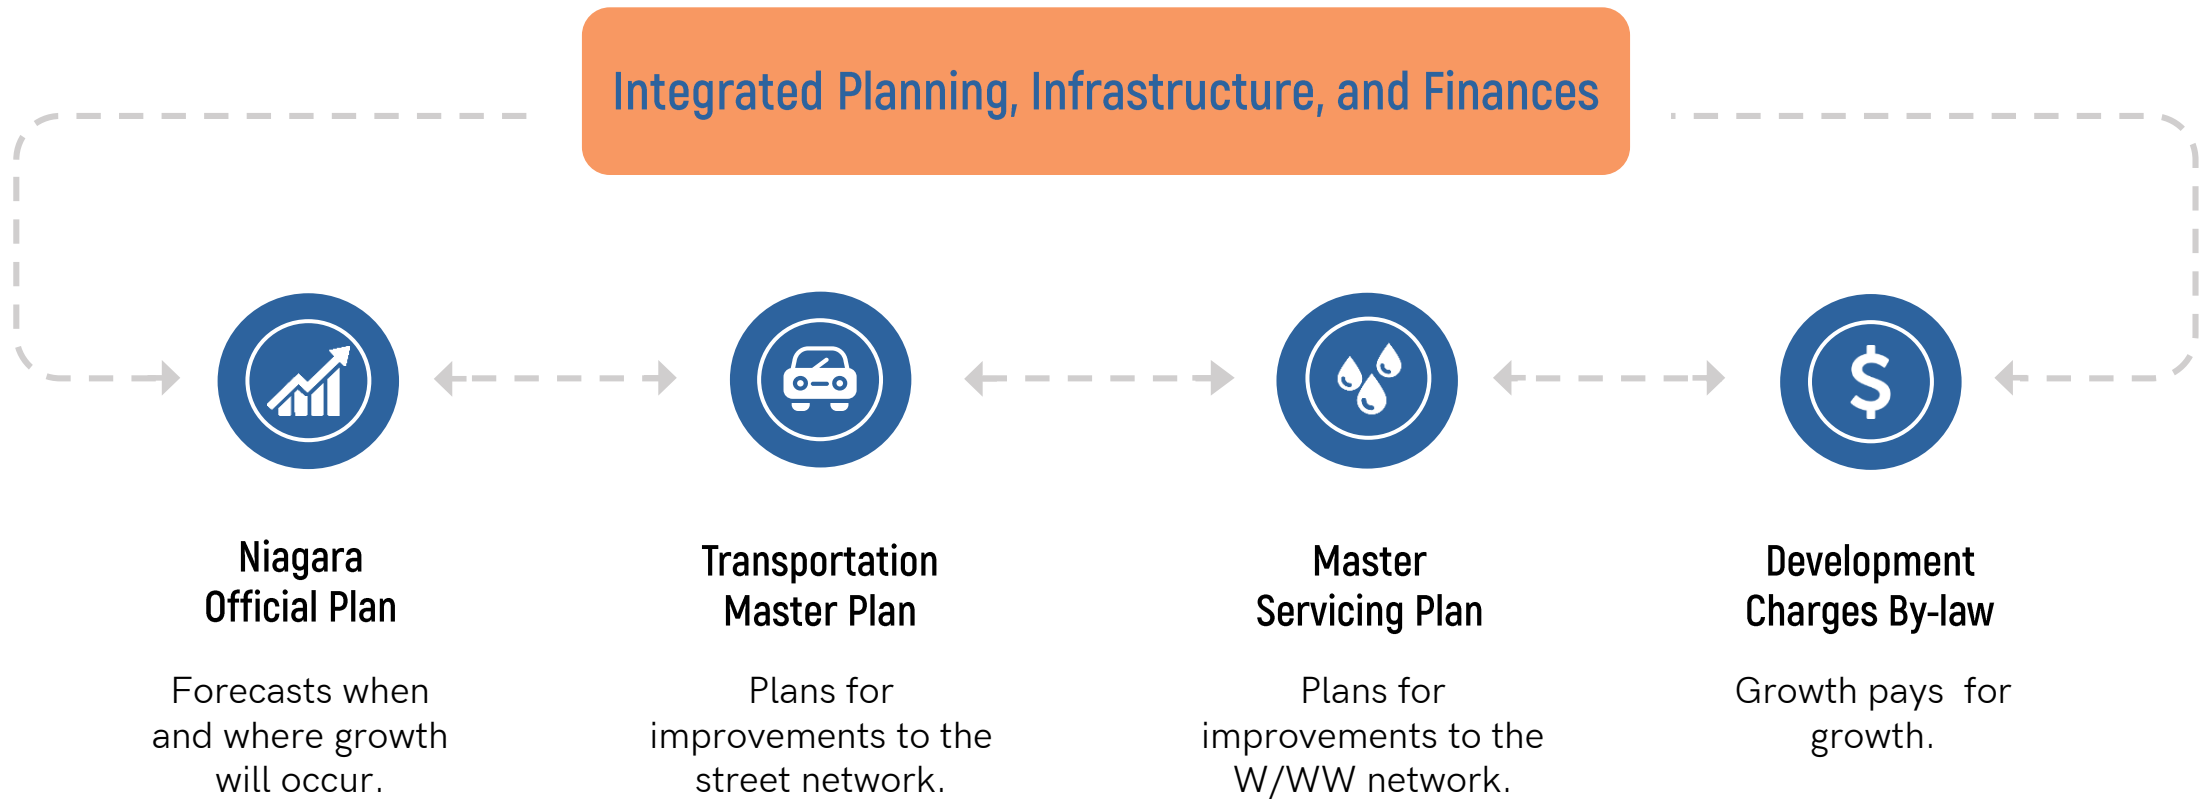 Integrated Planning, Infrastructure, and Finances
Niagara
Official Plan
Forecasts when
and where growth
will occur.
Transportation
Master Plan
Plans for
improvements to the
street network.
Master
Servicing Plan
Plans for
improvements to the
W/WW network.
Development
Charges By-law
Growth pays  for
growth.